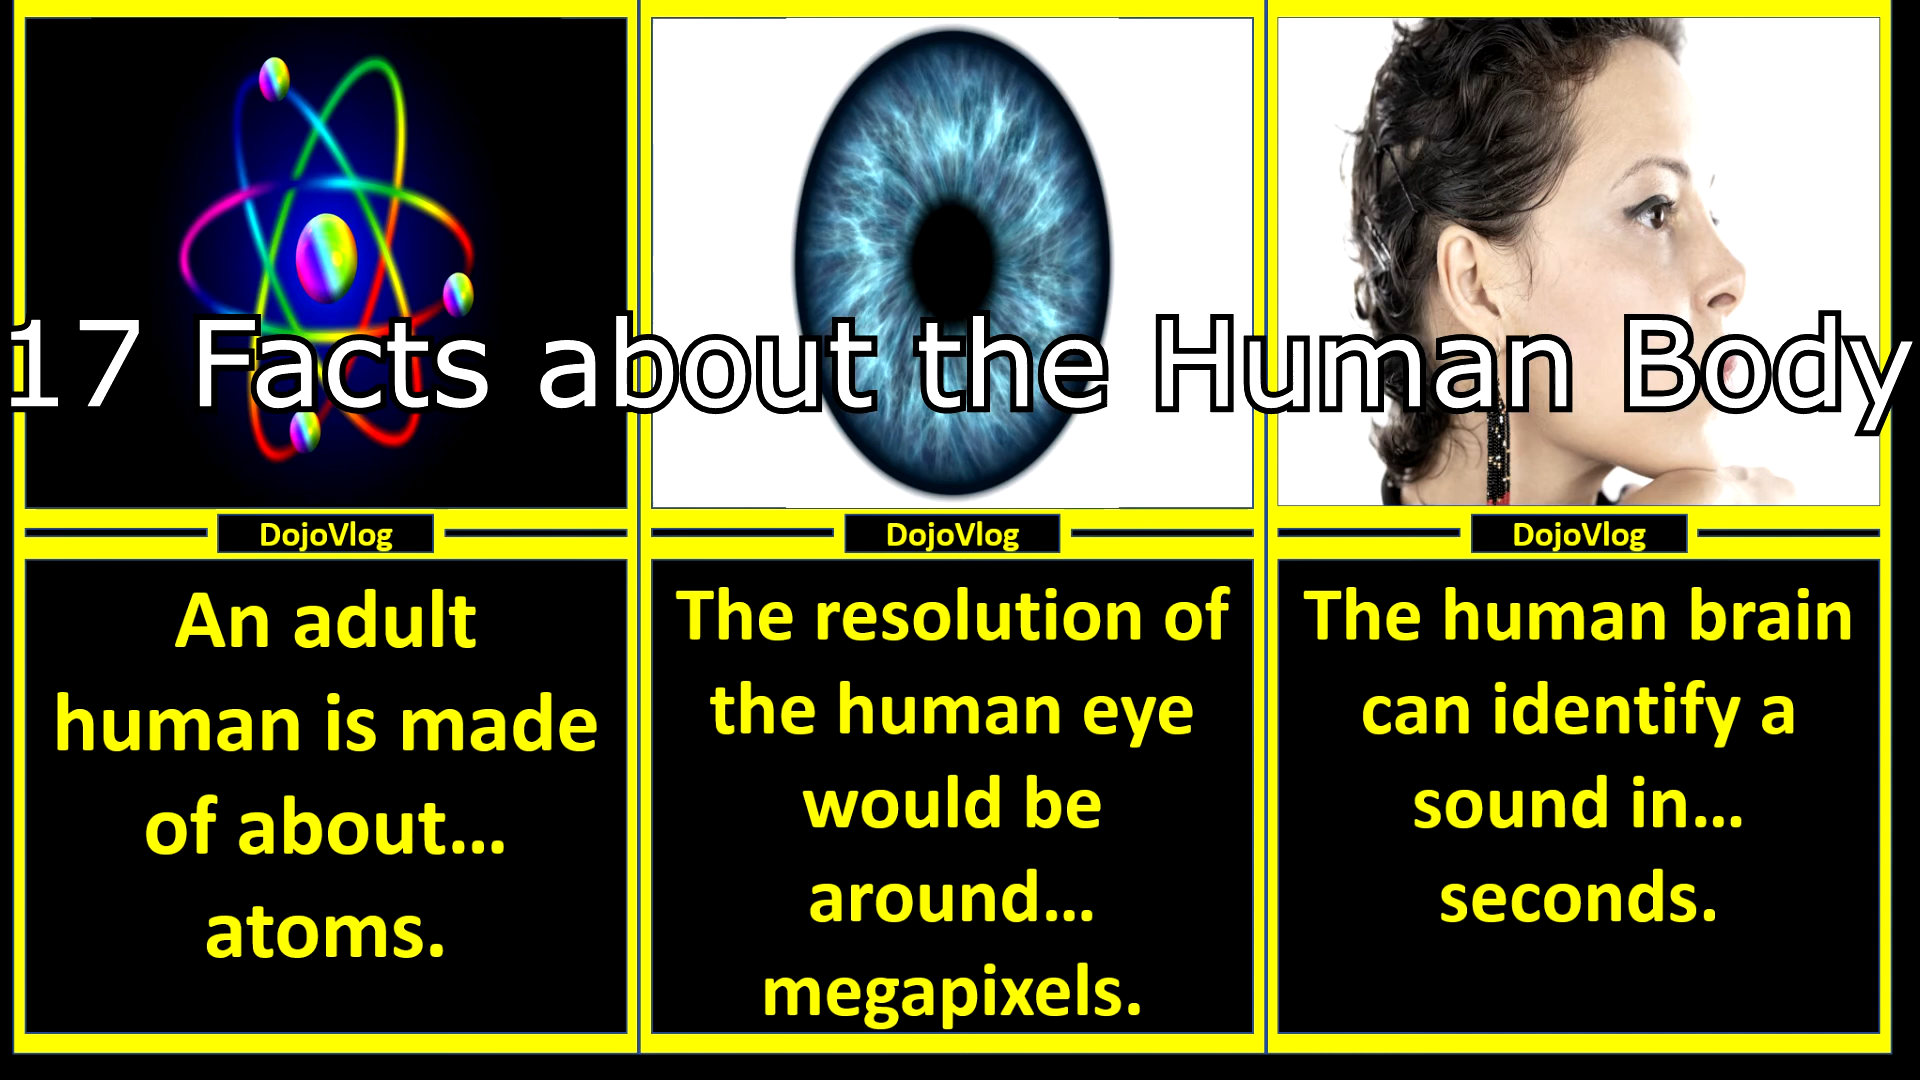 17 Facts about the Human Body
DojoVlog
An adult
human is made
of about...
atoms.
DojoVlog
The resolution of
the human eye
would be
around...
megapixels.
DojoVlog
The human brain
can identify a
sound in...
seconds.